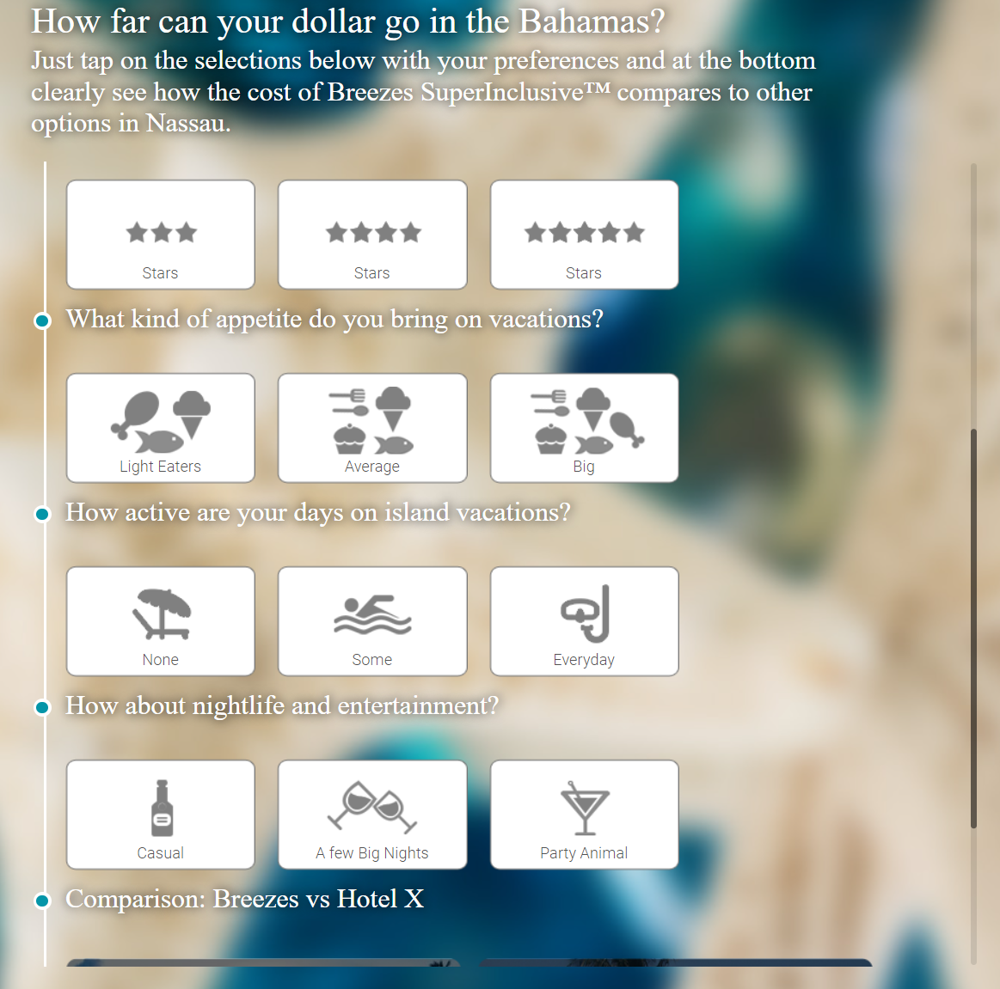 How far can your dollar go in the Bahamas?
Just tap on the selections below with your preferences and at the bottom
clearly see how the cost of Breezes SuperInclusive™ compares to other
options in Nassau.
Stars
Stars
Stars
What kind of appetite do you bring on vacations?
Light Eaters
Average
Big
How active are your days on island vacations?
None
Some
Everyday
How about nightlife and entertainment?
Casual
A few Big Nights
Party Animal
Comparison: Breezes vs Hotel X